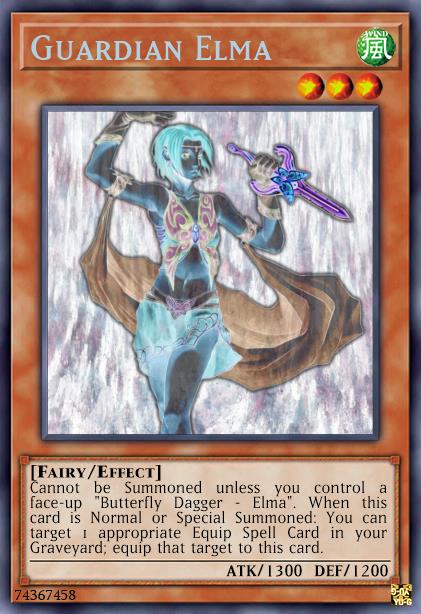 Guardian Elma
WIND
風
[Fairy/Effect]
Cannot be Summoned unless you control a
face-up "Butterfly Dagger - Elma". When this
card is Normal or Special Summoned: You can
target 1 appropriate Equip Spell Card in your
Graveyard; equip that target to this card.
ATK/1300 DEF/1200
74367458